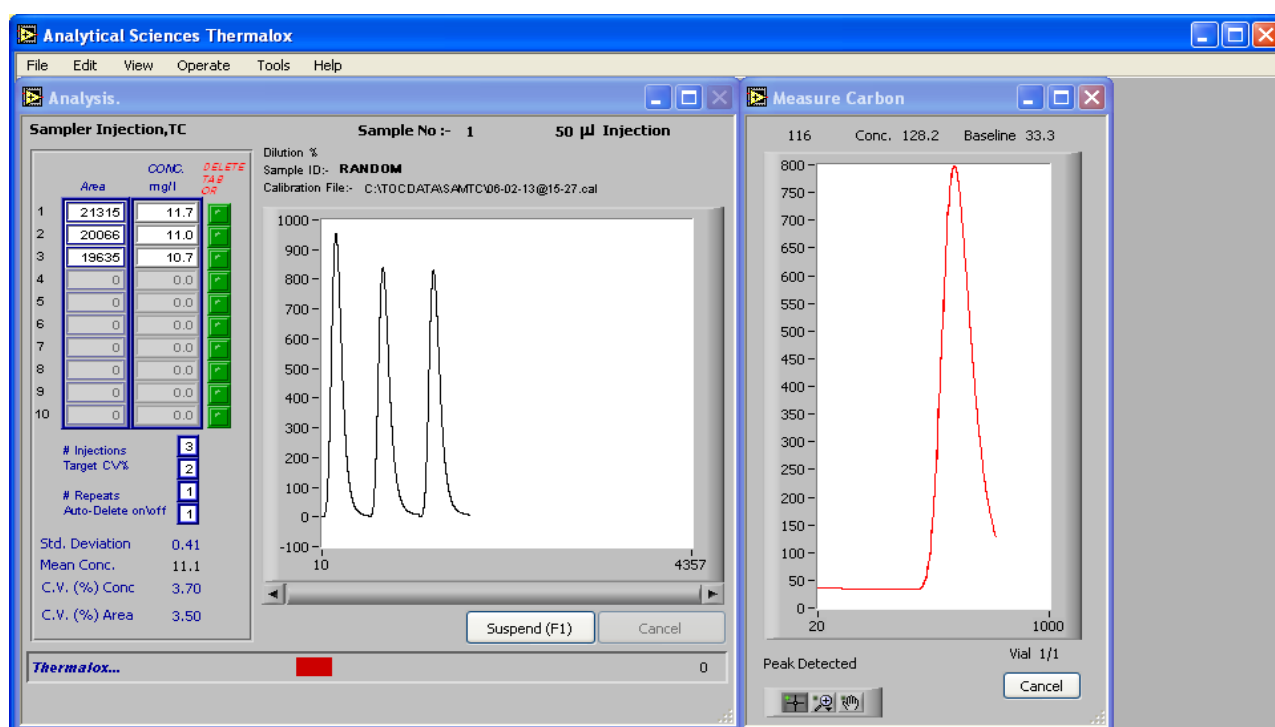 Analytical Sciences Thermalox
File Edit View Operate Tools Help
Analysis.
Sampler Injection,TC Sample No :- 1 50 µl Injection
Dilution %
Sample ID:- RANDOM
Calibration File:- C:\TOCDATA\SAMTC\06-02-13@15-27.cal
Area CONC. mg/l DELETE TAB OR
1 21315 11.7
2 20066 11.0
3 19635 10.7
4 0 0.0
5 0 0.0
6 0 0.0
7 0 0.0
8 0 0.0
9 0 0.0
10 0 0.0
# Injections 3
Target CV% 2
# Repeats 1
Auto-Delete on\off 1
Std. Deviation 0.41
Mean Conc. 11.1
C.V. (%) Conc 3.70
C.V. (%) Area 3.50
1000
900
800
700
600
500
400
300
200
100
0
-100
10 4357
Suspend (F1) Cancel
Thermalox... 0
Measure Carbon
116 Conc. 128.2 Baseline 33.3
800
750
700
650
600
550
500
450
400
350
300
250
200
150
100
50
0
20 1000
Vial 1/1
Peak Detected
Cancel